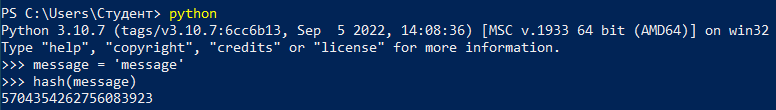 PS C:\Users\Студент> python
Python 3.10.7 (tags/v3.10.7:6cc6b13, Sep  5 2022, 14:08:36) [MSC v.1933 64 bit (AMD64)] on win32
Type "help", "copyright", "credits" or "license" for more information.
>>> message = 'message'
>>> hash(message)
5704354262756083923